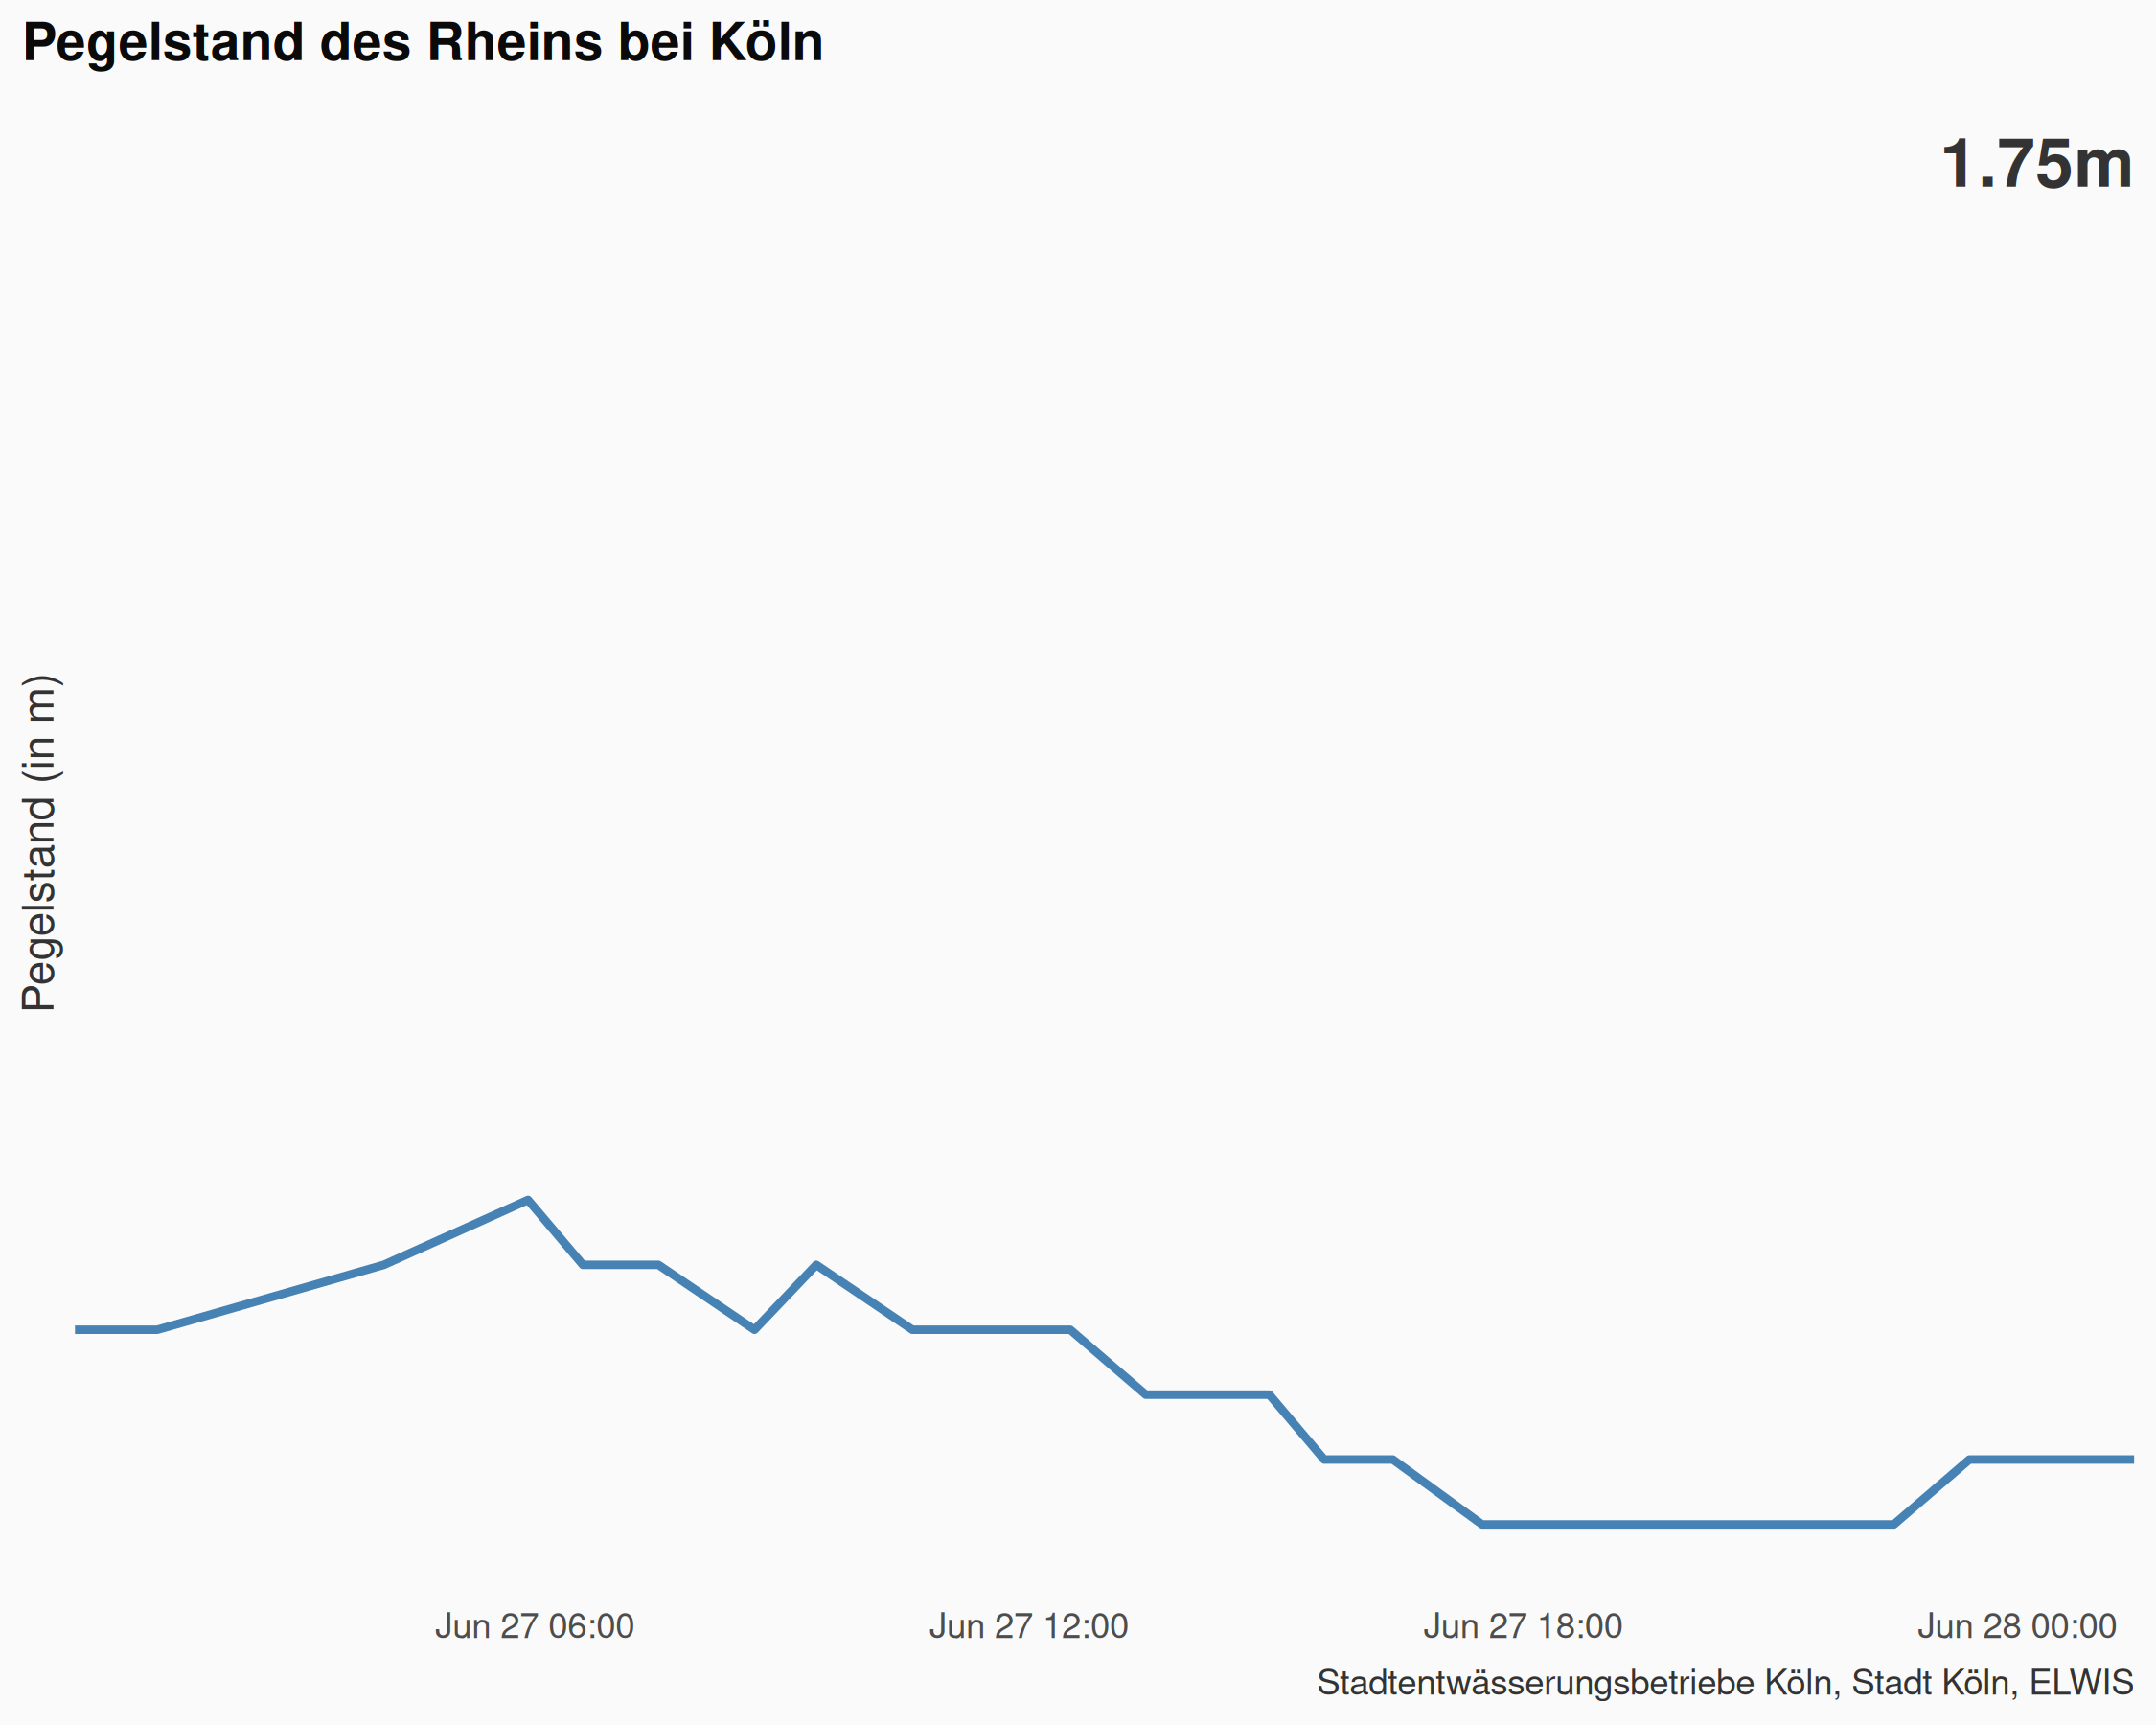 Pegelstand des Rheins bei Köln
1.75m
Pegelstand (in m)
Jun 27 06:00
Jun 27 12:00
Jun 27 18:00
Jun 28 00:00
Stadtentwässerungsbetriebe Köln, Stadt Köln, ELWIS